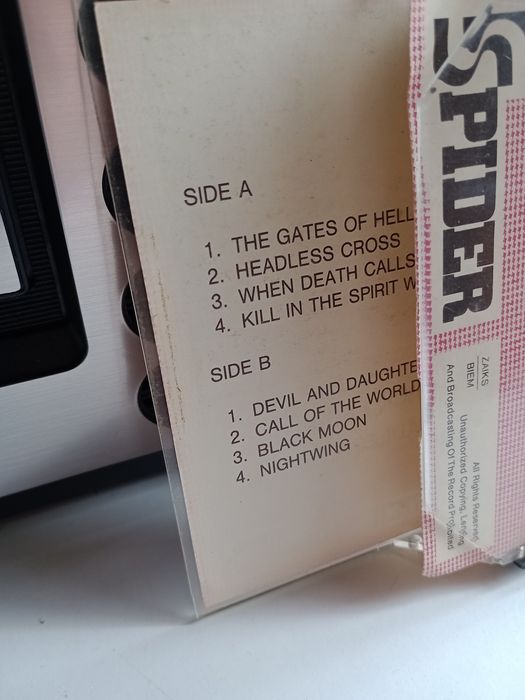 SIDE A
1. THE GATES OF HELL
2. HEADLESS CROSS
3. WHEN DEATH CALLS
4. KILL IN THE SPIRIT W
SIDE B
1. DEVIL AND DAUGHTE
2. CALL OF THE WORLD
3. BLACK MOON
4. NIGHTWING
SPIDER
ZAIKS
BIEM
All Rights Reserved
Unauthorized Copying, Lending
And Broadcasting Of The Record Prohibited